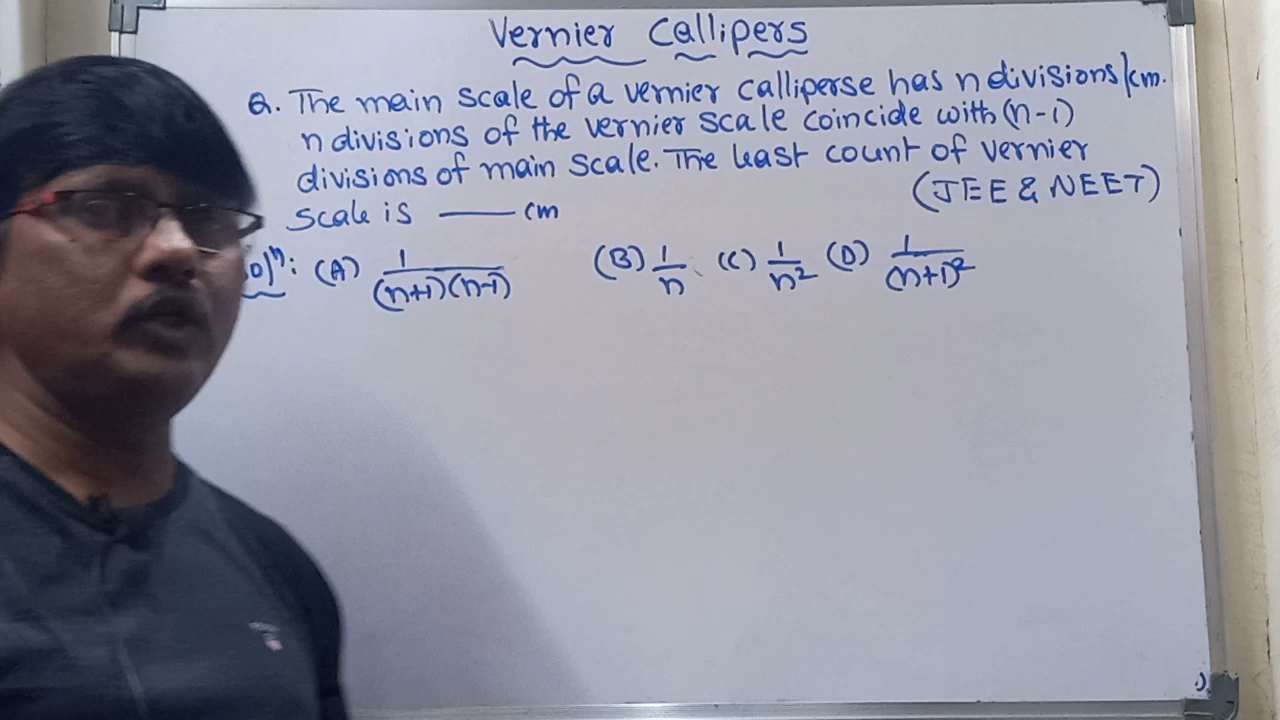 Vernier Callipers
Q. The main scale of a vernier calliperse has n divisions/cm.
n divisions of the vernier scale coincide with (n-1)
divisions of main scale. The least count of vernier
scale is —— cm (JEE & NEET)
so)ⁿ: (A) 1/(n+1)(n-1) (B) 1/n (C) 1/n² (D) 1/(n+1)²